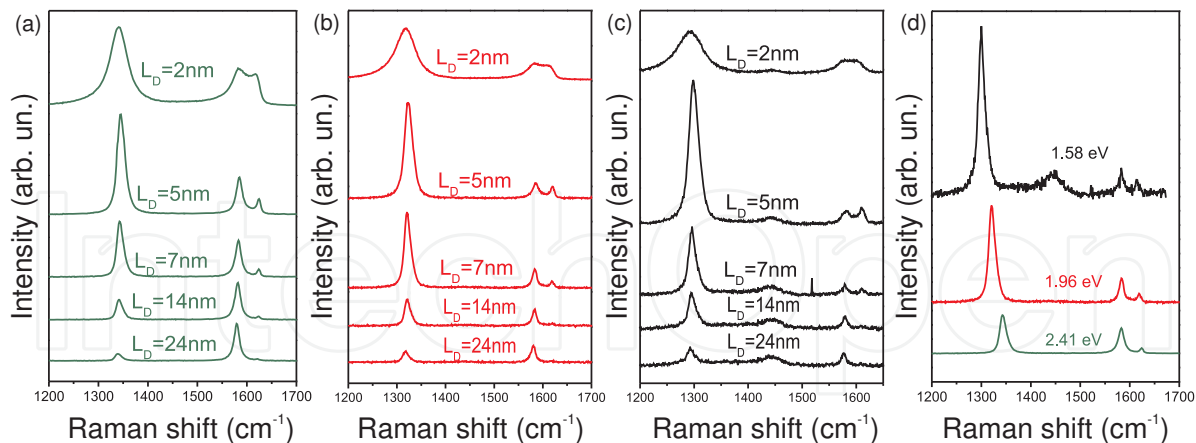 (a)
Intensity (arb. un.)
L_D=2nm
L_D=5nm
L_D=7nm
L_D=14nm
L_D=24nm
1200 1300 1400 1500 1600 1700
Raman shift (cm⁻¹)
(b)
Intensity (arb. un.)
L_D=2nm
L_D=5nm
L_D=7nm
L_D=14nm
L_D=24nm
1200 1300 1400 1500 1600 1700
Raman shift (cm⁻¹)
(c)
Intensity (arb. un.)
L_D=2nm
L_D=5nm
L_D=7nm
L_D=14nm
L_D=24nm
1200 1300 1400 1500 1600
Raman shift (cm⁻¹)
(d)
Intensity (arb. un.)
1.58 eV
1.96 eV
2.41 eV
1200 1300 1400 1500 1600 1700
Raman shift (cm⁻¹)
IntechOpen